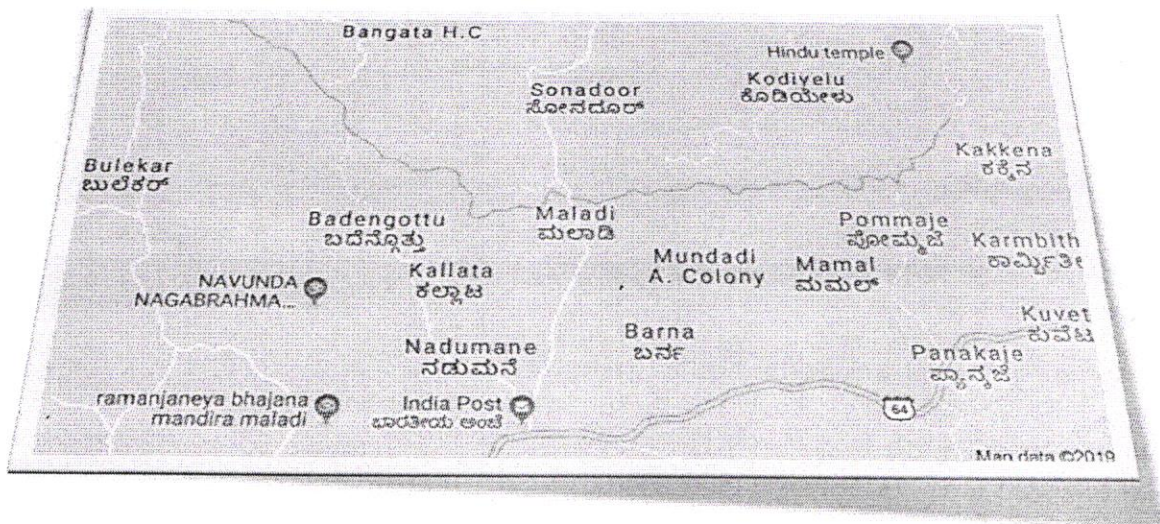 Bangata H.C
Hindu temple
Sonadoor
ಸೋನದೂರ್
Kodiyelu
ಕೊಡಿಯೇಳು
Kakkena
ಕಕ್ಕೆನ
Bulekar
ಬುಲೆಕರ್
Badengottu
ಬದೆನ್ಗೊತ್ತು
Maladi
ಮಲಾಡಿ
Pommaje
ಪೋಮ್ಮಜೆ
Karmbith
ಕಾರ್ಮ್ಬಿತೀ
Mundadi
A. Colony
Mamal
ಮಮಲ್
Kallata
ಕಲ್ಲಾಟ
NAVUNDA
NAGABRAHMA...
Kuvet
ಕುವೆಟ
Barna
ಬರ್ನ
Nadumane
ನಡುಮನೆ
Panakaje
ಪ್ಯಾನ್ಕಜೆ
ramanjaneya bhajana
mandira maladi
India Post
ಭಾರತೀಯ ಅಂಚೆ
64
Map data ©2019